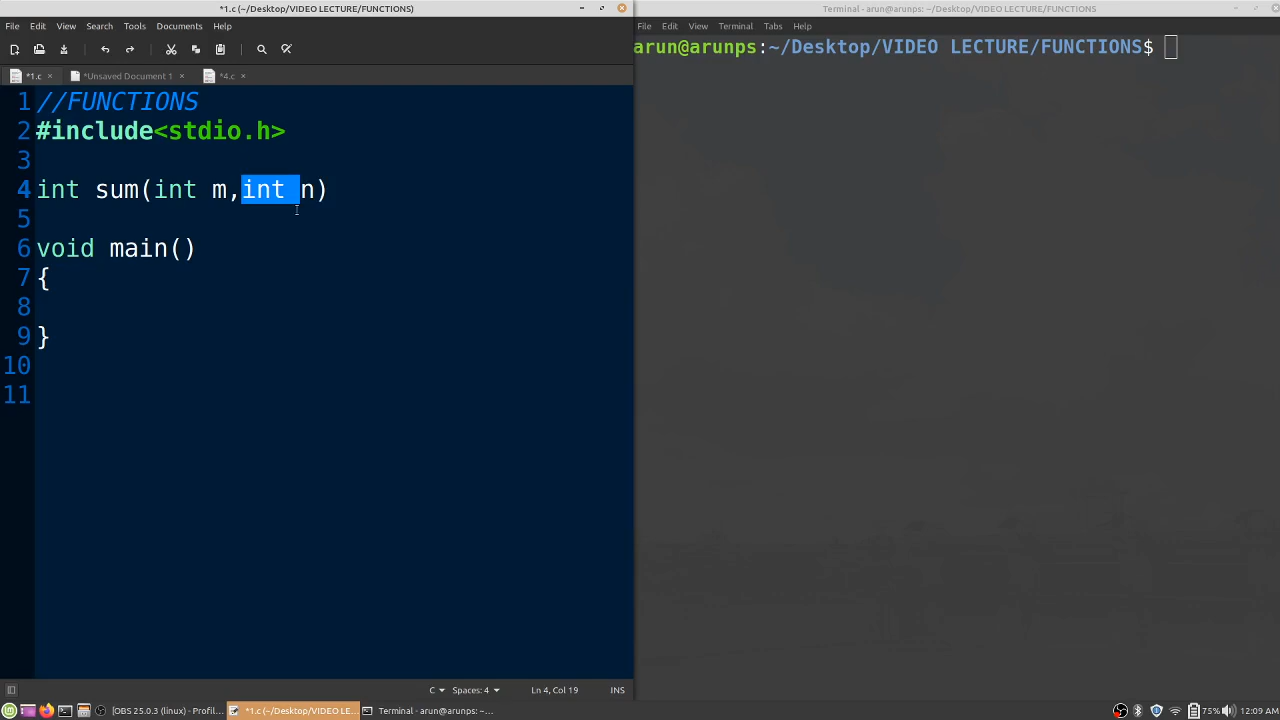 *1.c (~/Desktop/VIDEO LECTURE/FUNCTIONS)
Terminal - arun@arunps: ~/Desktop/VIDEO LECTURE/FUNCTIONS
File Edit View Search Tools Documents Help
File Edit View Terminal Tabs Help
arun@arunps:~/Desktop/VIDEO LECTURE/FUNCTIONS$
*1.c × *Unsaved Document 1 × *4.c ×
1 //FUNCTIONS
2 #include<stdio.h>
3
4 int sum(int m,int n)
5
6 void main()
7 {
8
9 }
10
11
C Spaces: 4 Ln 4, Col 19 INS
[OBS 25.0.3 (linux) - Profil... *1.c (~/Desktop/VIDEO LE... Terminal - arun@arunps: ~/... 75% 12:09 AM